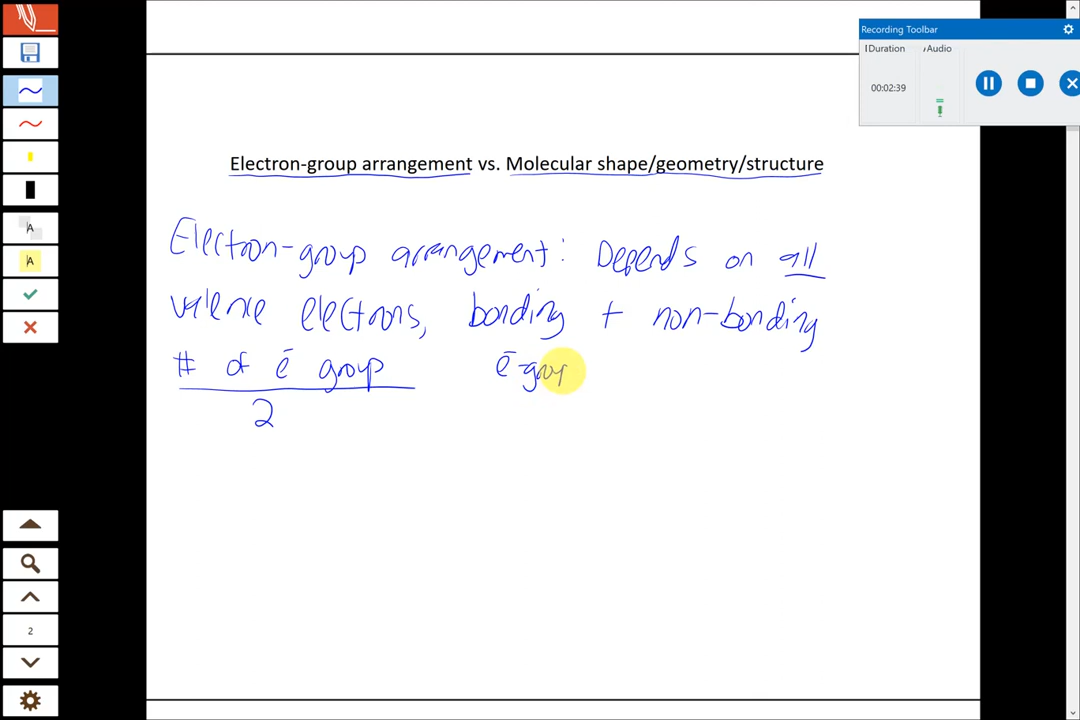 Recording Toolbar
Duration
Audio
00:02:39
Electron-group arrangement vs. Molecular shape/geometry/structure
Electron-group arrangement: Depends on all
valence electrons, bonding + non-bonding
# of ē group ē-group
2
A
A
2